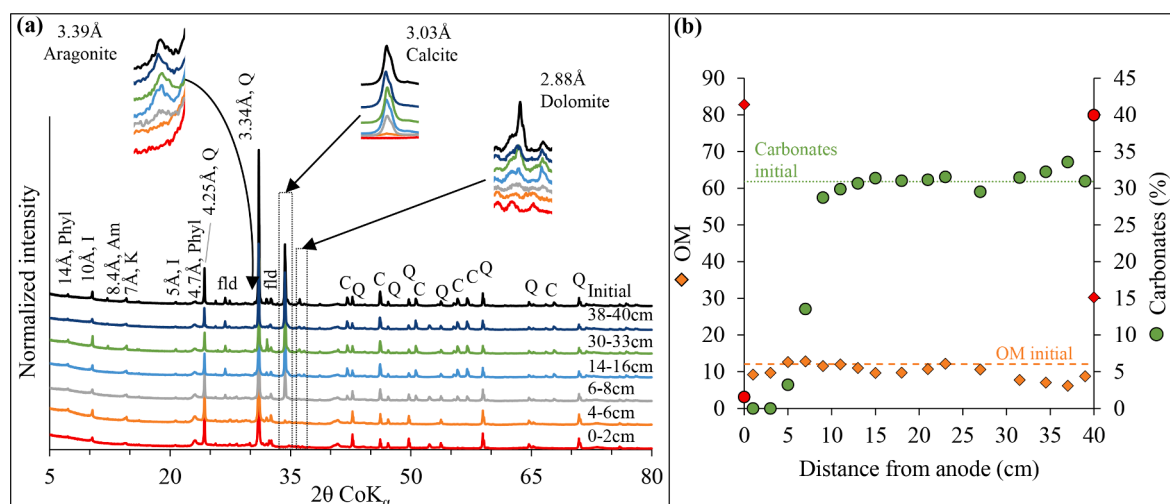 (a)
3.39Å
Aragonite
3.03Å
Calcite
2.88Å
Dolomite
3.34Å, Q
4.25Å, Q
14Å, Phyl
10Å, I
8.4Å, Am
7Å, K
5Å, I
4.7Å, Phyl
fld
fld
C
Q
C
Q
Q
C
Q
C
C
Q
Q
C
Q
Initial
38-40cm
30-33cm
14-16cm
6-8cm
4-6cm
0-2cm
Normalized intensity
5
20
35
50
65
80
2θ CoKα
(b)
90
80
70
60
50
40
30
20
10
0
OM
Carbonates
initial
OM initial
45
40
35
30
25
20
15
10
5
0
Carbonates (%)
0
5
10
15
20
25
30
35
40
Distance from anode (cm)